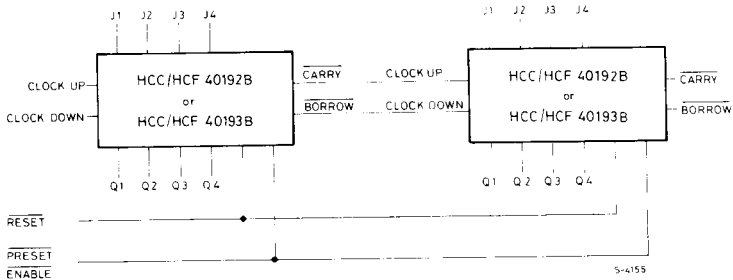 J1 J2 J3 J4
J1 J2 J3 J4
CLOCK UP
HCC/HCF 40192B
or
HCC/HCF 40193B
CLOCK DOWN
CARRY
BORROW
CLOCK UP
HCC/HCF 40192B
or
HCC/HCF 40193B
CLOCK DOWN
CARRY
BORROW
Q1 Q2 Q3 Q4
Q1 Q2 Q3 Q4
RESET
PRESET
ENABLE
S-4155